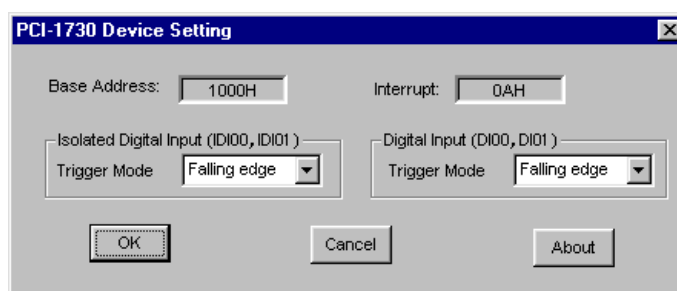 PCI-1730 Device Setting
Base Address: 1000H Interrupt: 0AH
Isolated Digital Input (IDI00, IDI01 ) Digital Input (DI00, DI01 )
Trigger Mode Falling edge Trigger Mode Falling edge
OK Cancel About